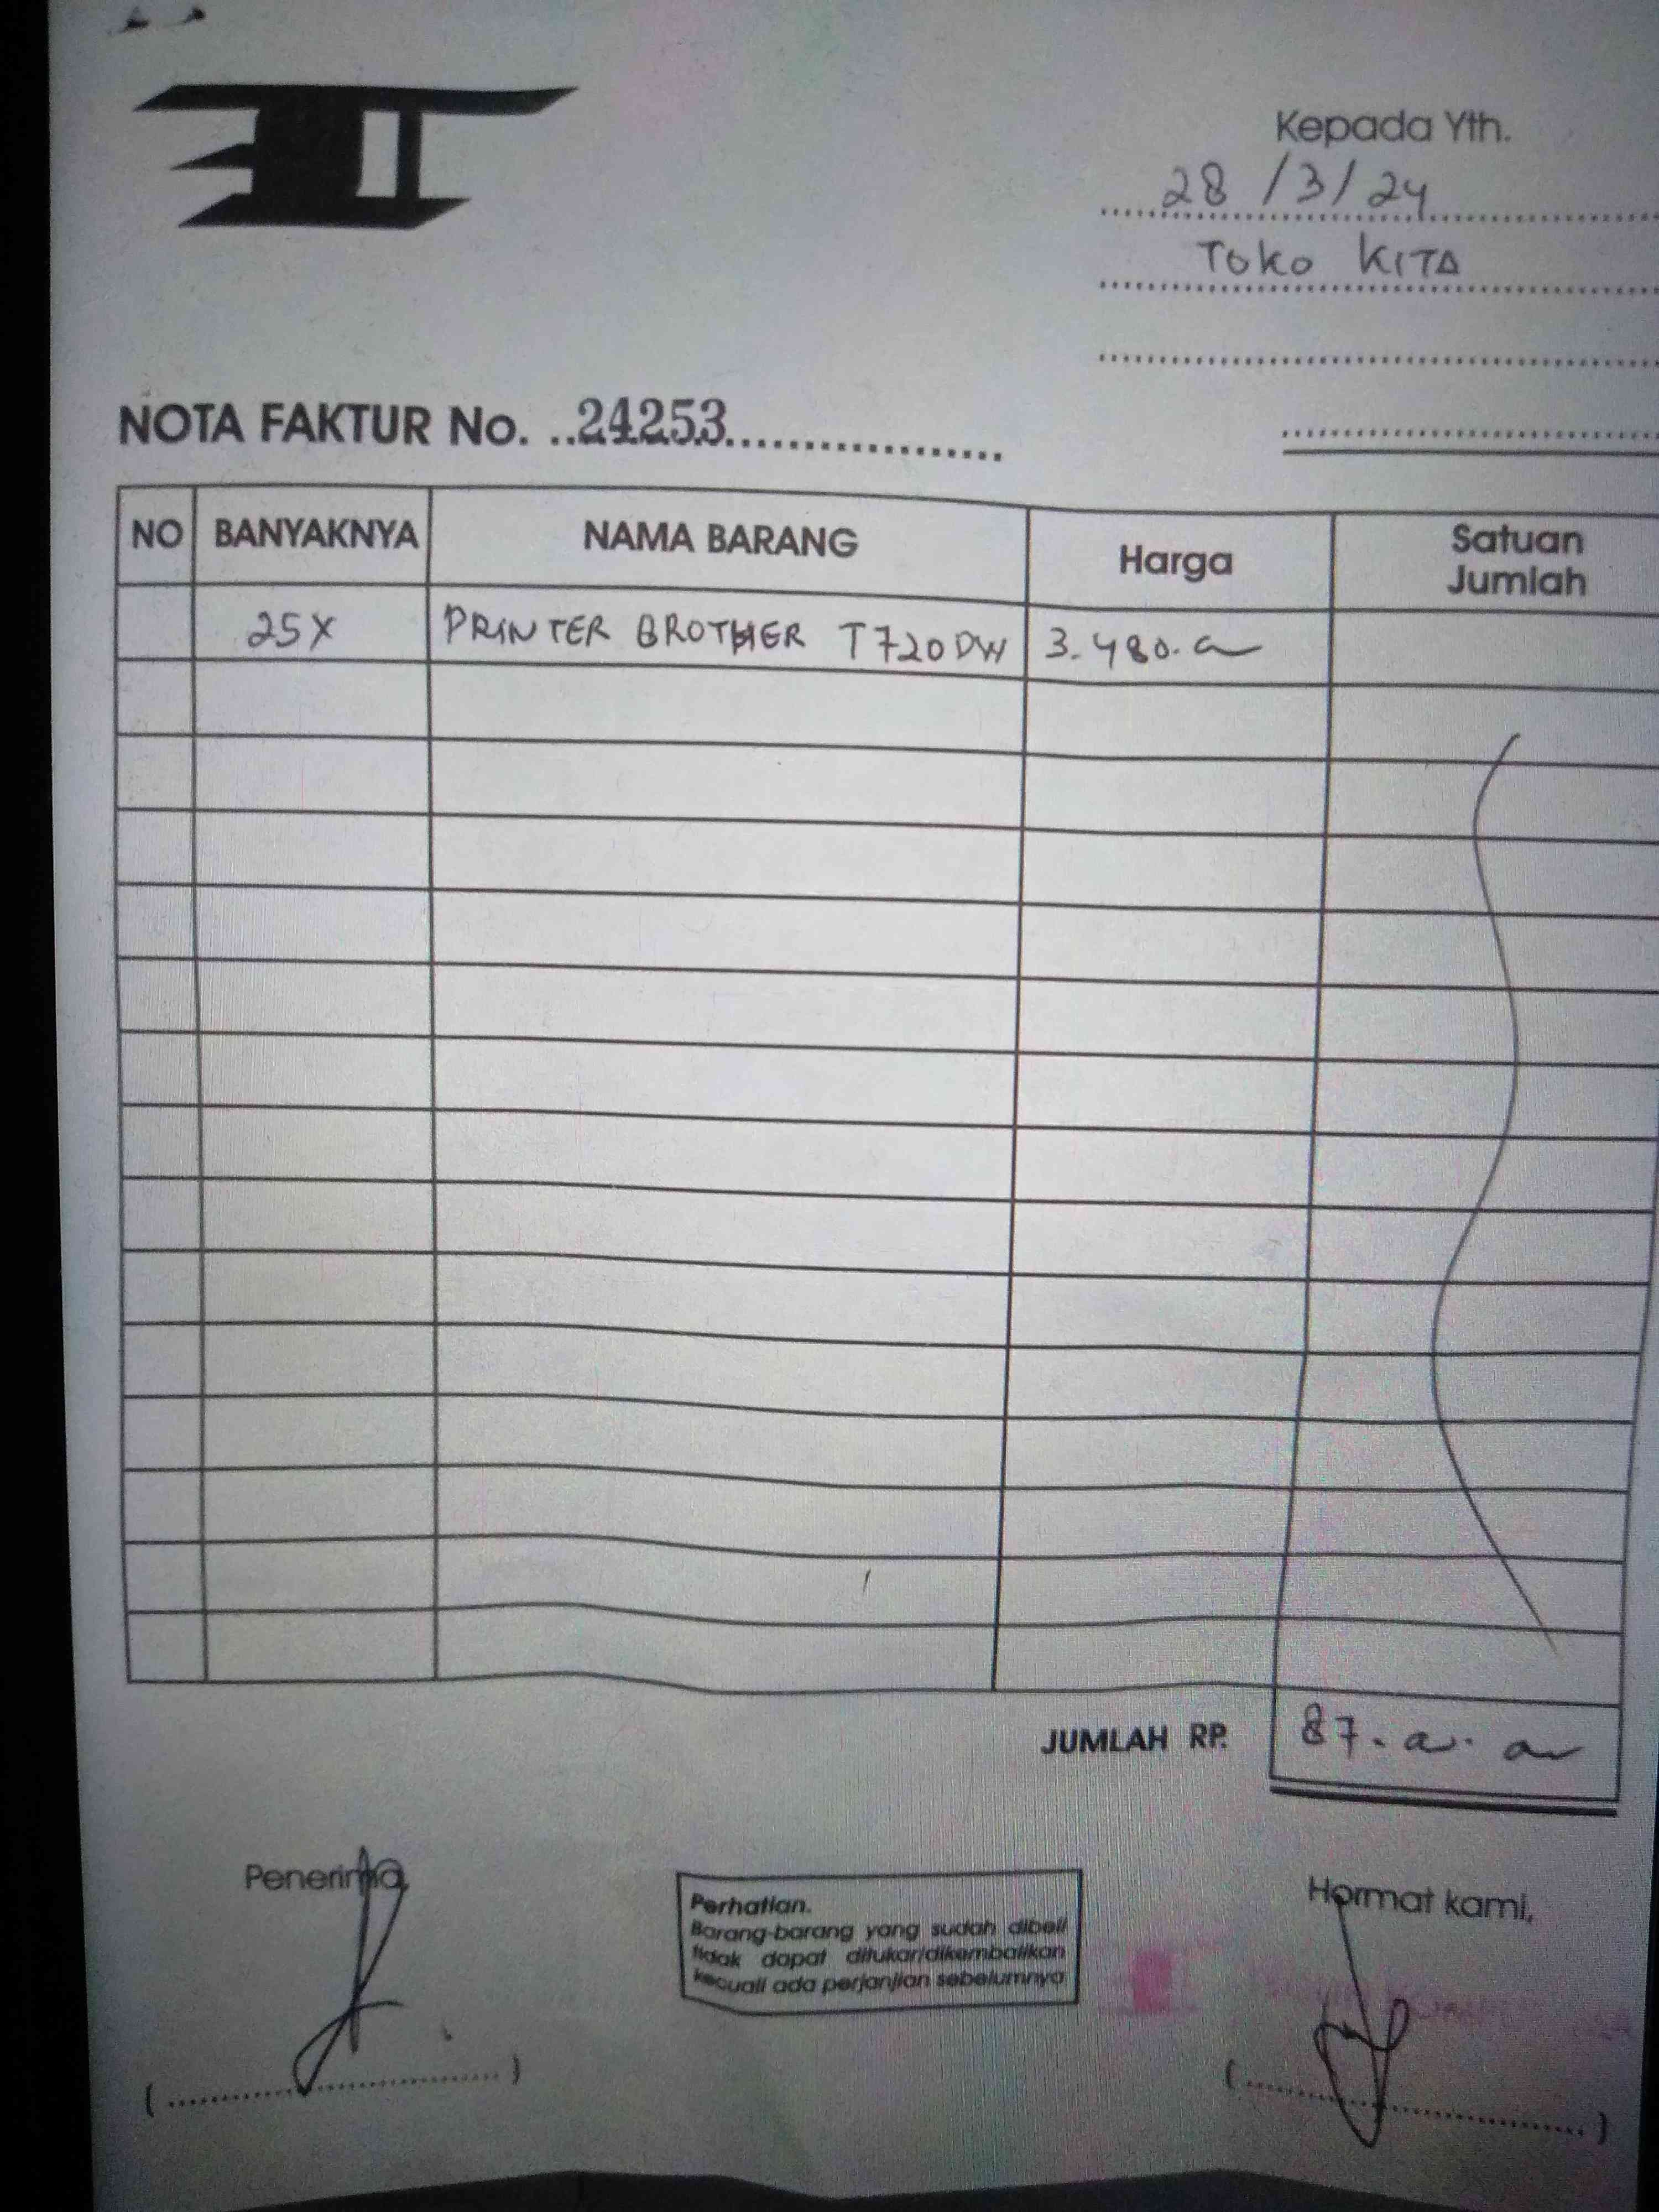 Kepada Yth.
28/3/24
Toko KITA
NOTA FAKTUR No. 24253
NO BANYAKNYA NAMA BARANG Harga Satuan Jumlah
25X PRINTER BROTHER T720DW 3.480.
JUMLAH RP. 87.
Penerima, Hormat kami,
Perhatian.
Barang-barang yang sudah dibeli
tidak dapat ditukar/dikembalikan
kecuali ada perjanjian sebelumnya